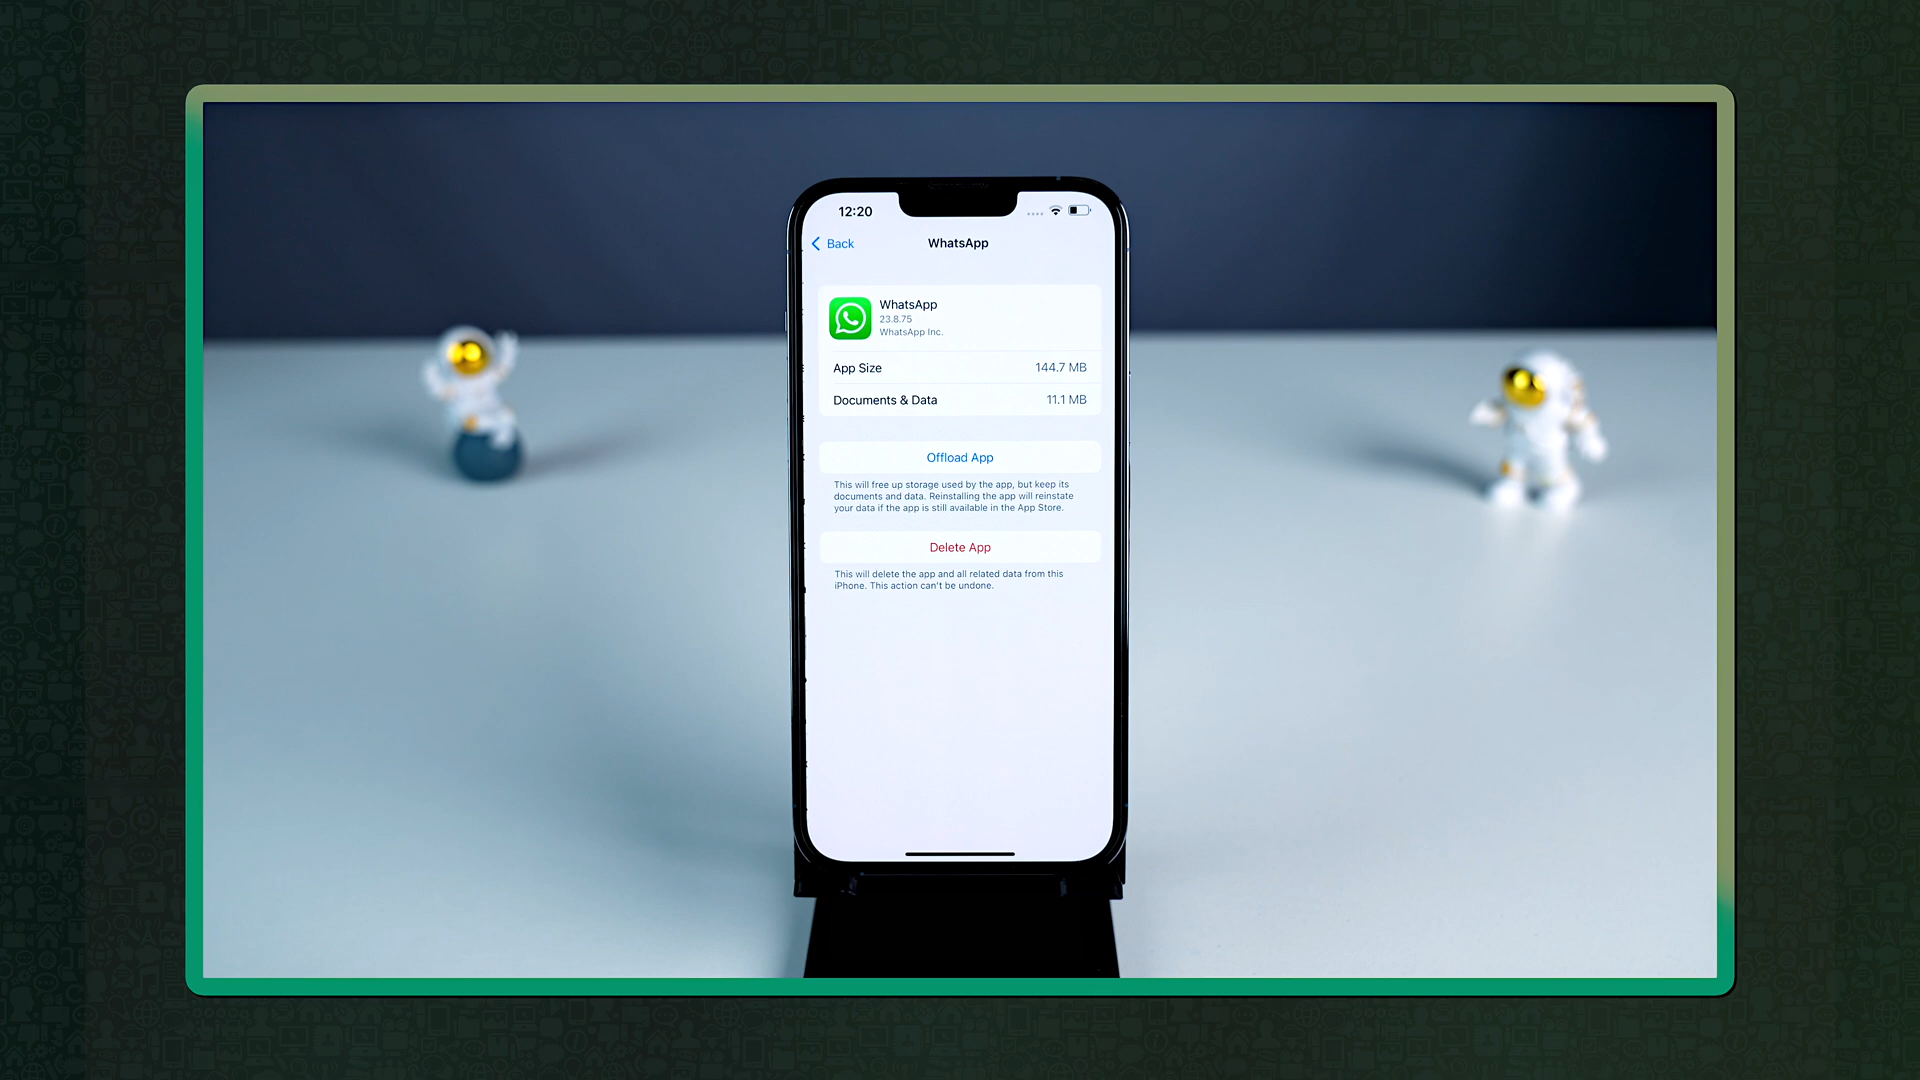 12:20
Back
WhatsApp
WhatsApp
23.8.75
WhatsApp Inc.
App Size 144.7 MB
Documents & Data 11.1 MB
Offload App
This will free up storage used by the app, but keep its
documents and data. Reinstalling the app will reinstate
your data if the app is still available in the App Store.
Delete App
This will delete the app and all related data from this
iPhone. This action can't be undone.